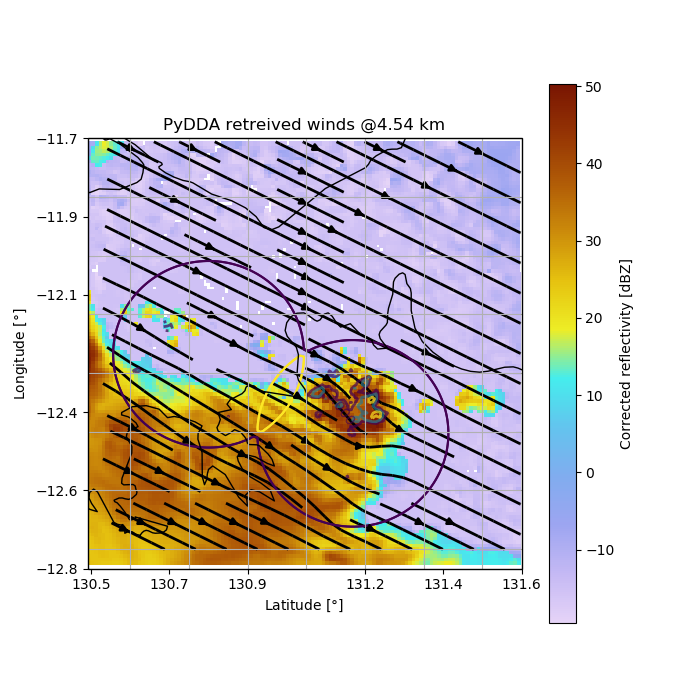 PyDDA retreived winds @4.54 km
−11.7
−11.9
−12.1
−12.4
−12.6
−12.8
Longitude [°]
130.5 130.7 130.9 131.2 131.4 131.6
Latitude [°]
50
40
30
20
10
0
−10
Corrected reflectivity [dBZ]